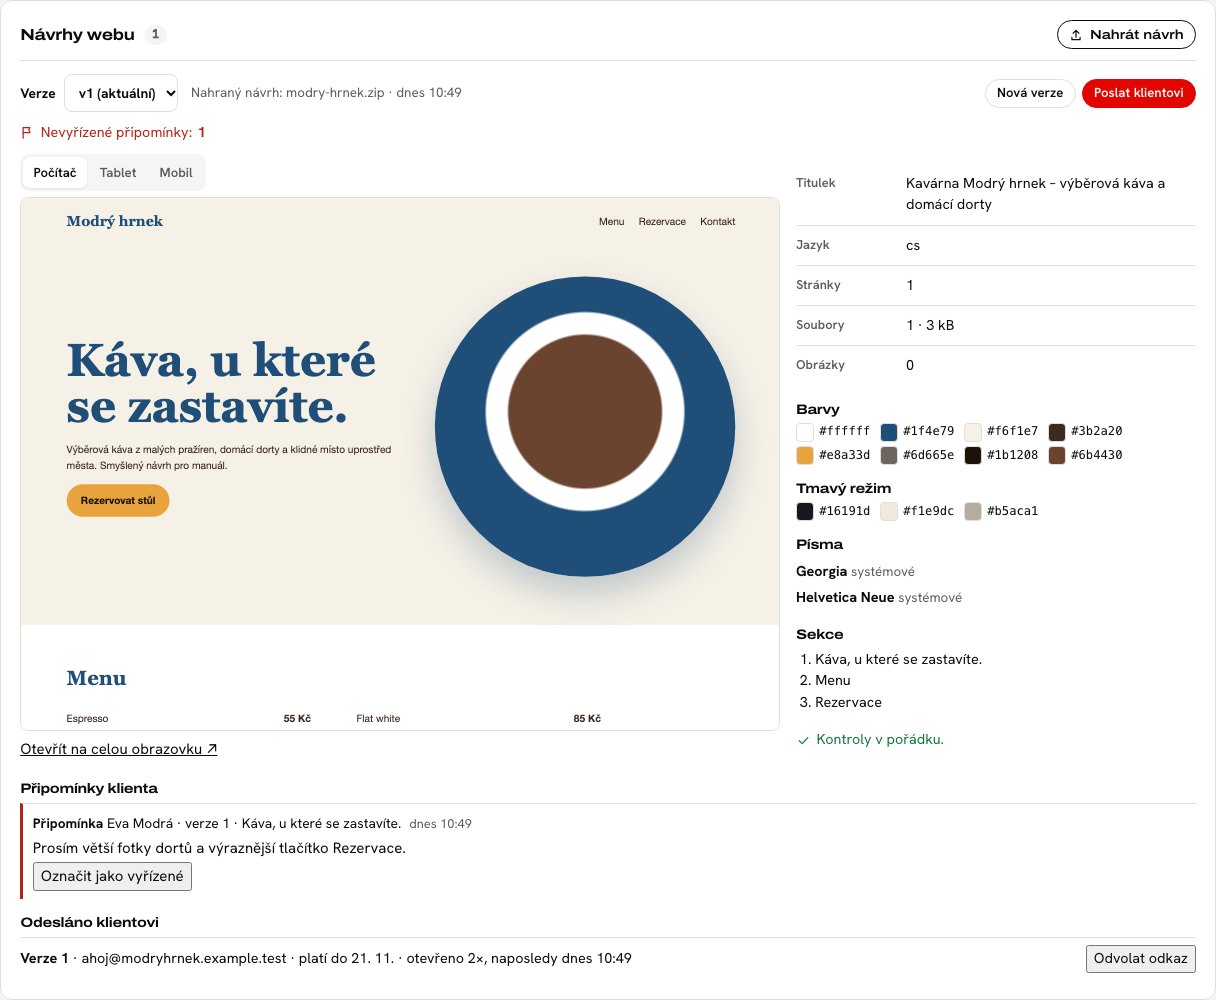 Návrhy webu 1
Nahrát návrh
Verze v1 (aktuální) Nahraný návrh: modry-hrnek.zip · dnes 10:49
Nová verze Poslat klientovi
Nevyřízené připomínky: 1
Počítač Tablet Mobil
Modrý hrnek
Menu Rezervace Kontakt
Káva, u které
se zastavíte.
Výběrová káva z malých pražíren, domácí dorty a klidné místo uprostřed
města. Smyšlený návrh pro manuál.
Rezervovat stůl
Menu
Espresso 55 Kč Flat white 85 Kč
Otevřít na celou obrazovku ↗
Titulek Kavárna Modrý hrnek – výběrová káva a
domácí dorty
Jazyk cs
Stránky 1
Soubory 1 · 3 kB
Obrázky 0
Barvy
#ffffff #1f4e79 #f6f1e7 #3b2a20
#e8a33d #6d665e #1b1208 #6b4430
Tmavý režim
#16191d #f1e9dc #b5aca1
Písma
Georgia systémové
Helvetica Neue systémové
Sekce
1. Káva, u které se zastavíte.
2. Menu
3. Rezervace
Kontroly v pořádku.
Připomínky klienta
Připomínka Eva Modrá · verze 1 · Káva, u které se zastavíte. dnes 10:49
Prosím větší fotky dortů a výraznější tlačítko Rezervace.
Označit jako vyřízené
Odesláno klientovi
Verze 1 · ahoj@modryhrnek.example.test · platí do 21. 11. · otevřeno 2×, naposledy dnes 10:49
Odvolat odkaz